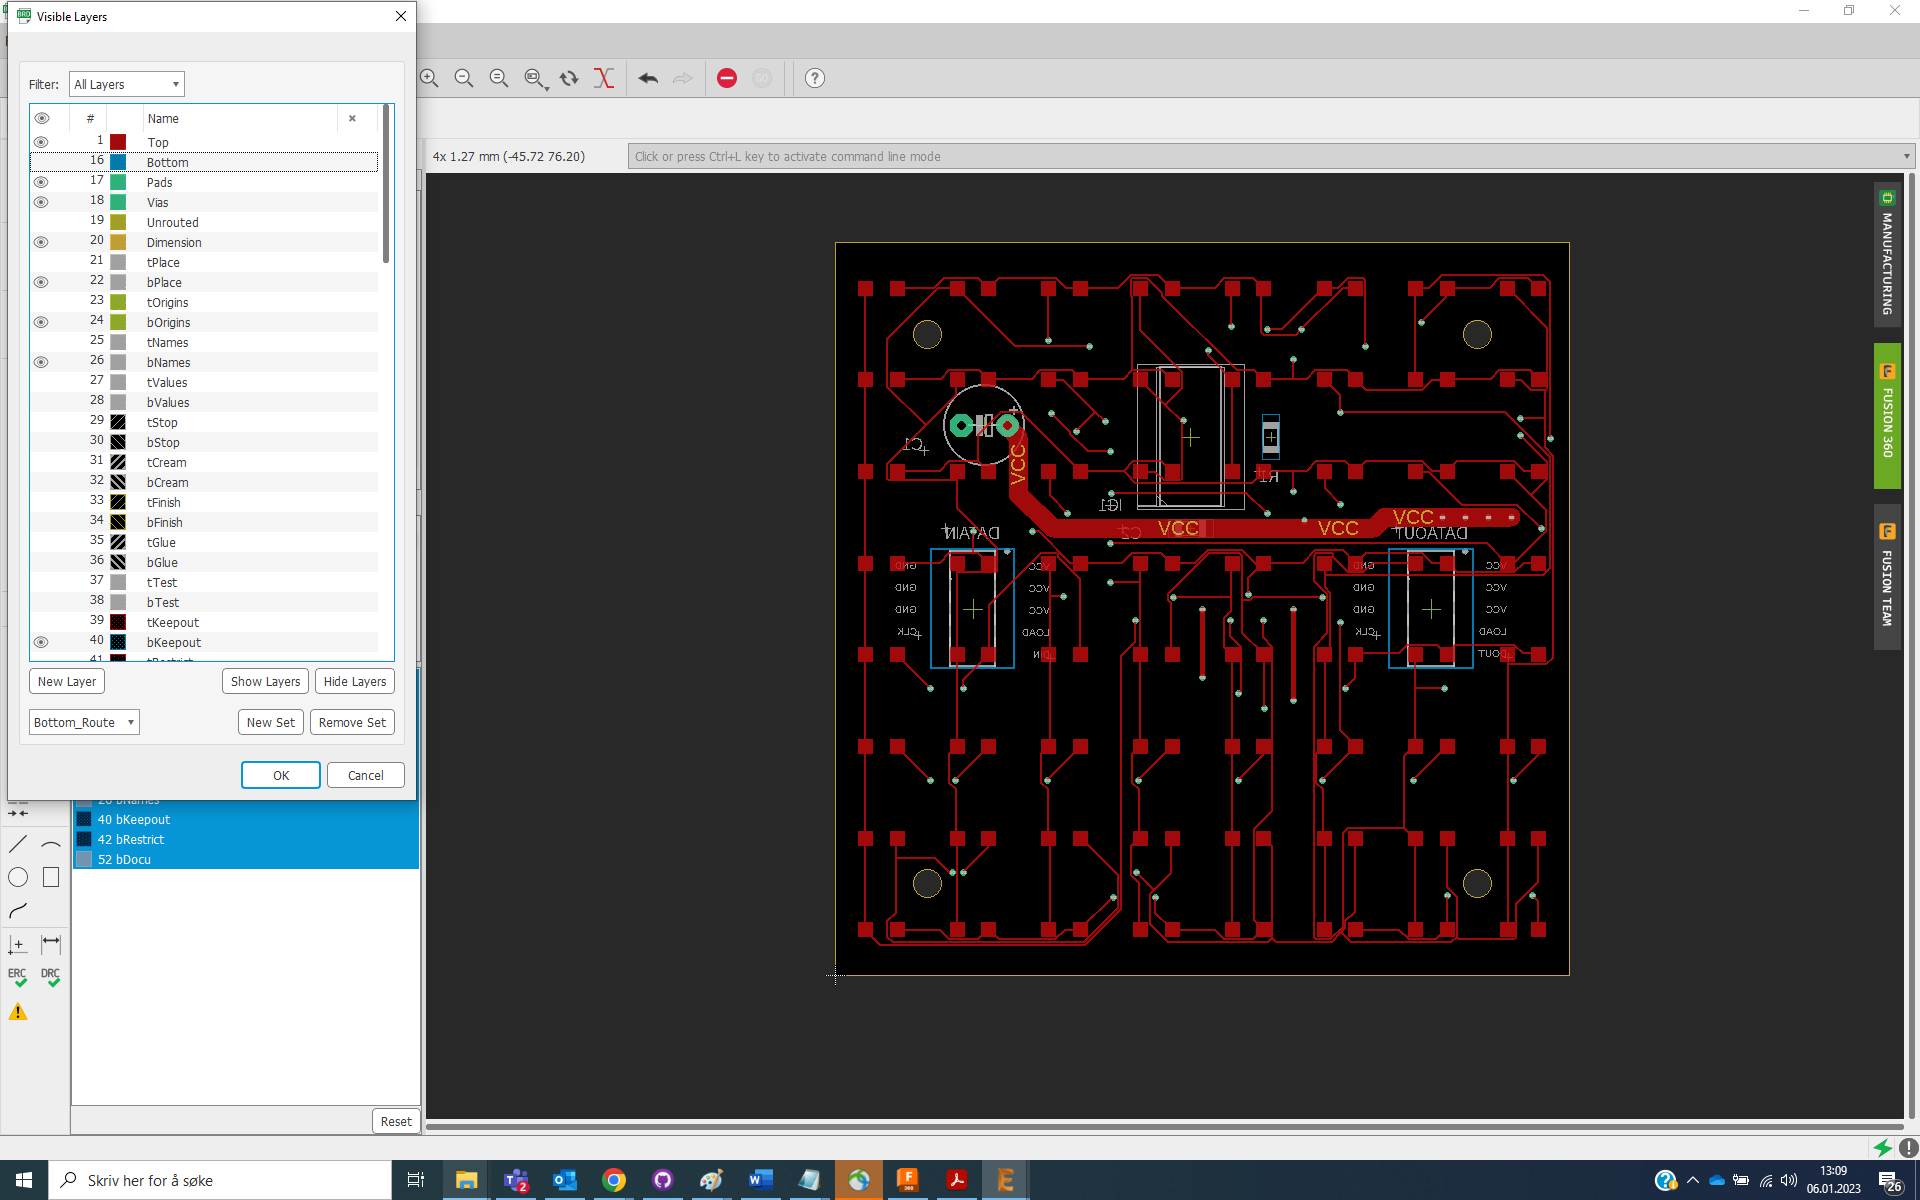 Visible Layers
Filter:
All Layers
# Name
1 Top
16 Bottom
17 Pads
18 Vias
19 Unrouted
20 Dimension
21 tPlace
22 bPlace
23 tOrigins
24 bOrigins
25 tNames
26 bNames
27 tValues
28 bValues
29 tStop
30 bStop
31 tCream
32 bCream
33 tFinish
34 bFinish
35 tGlue
36 bGlue
37 tTest
38 bTest
39 tKeepout
40 bKeepout
41 tRestrict
New Layer
Show Layers
Hide Layers
Bottom_Route
New Set
Remove Set
OK
Cancel
26 bNames
40 bKeepout
42 bRestrict
52 bDocu
ERC
DRC
Reset
4x 1.27 mm (-45.72 76.20)
Click or press Ctrl+L key to activate command line mode
C1
VCC
IC1
R1
C2
VCC
VCC
VCC
DATAIN
DATAOUT
GND
GND
GND
CLK
VCC
VCC
VCC
LOAD
DIN
GND
GND
GND
CLK
VCC
VCC
VCC
LOAD
DOUT
MANUFACTURING
FUSION 360
FUSION TEAM
Skriv her for å søke
13:09
06.01.2023
26